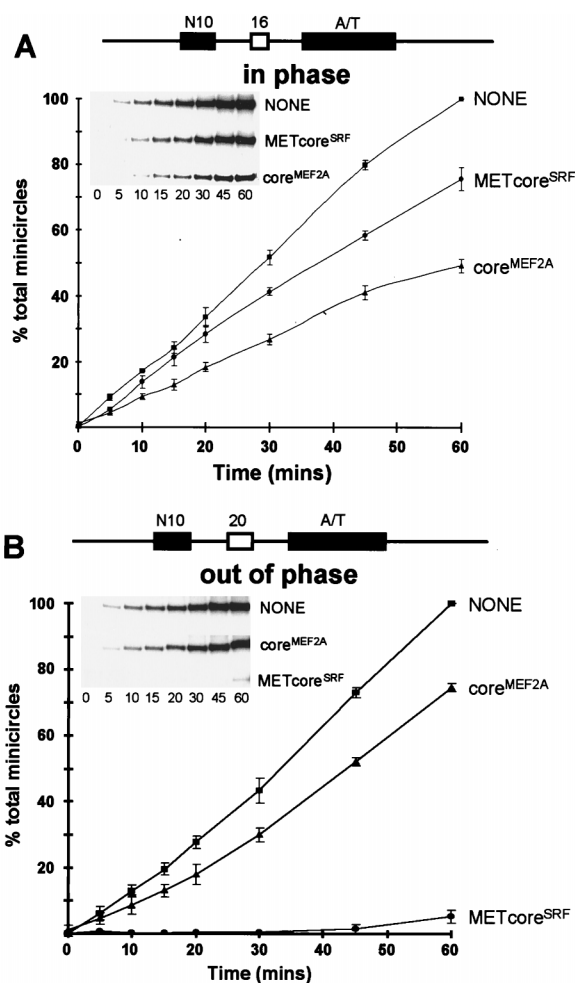 N10 16 A/T
A
in phase
100
80
60
40
20
% total minicircles
NONE
METcoreSRF
coreMEF2A
0 5 10 15 20 30 45 60
NONE
METcoreSRF
coreMEF2A
0 10 20 30 40 50 60
Time (mins)
N10 20 A/T
B
out of phase
100
80
60
40
20
% total minicircles
NONE
coreMEF2A
METcoreSRF
0 5 10 15 20 30 45 60
NONE
coreMEF2A
METcoreSRF
0 10 20 30 40 50 60
Time (mins)